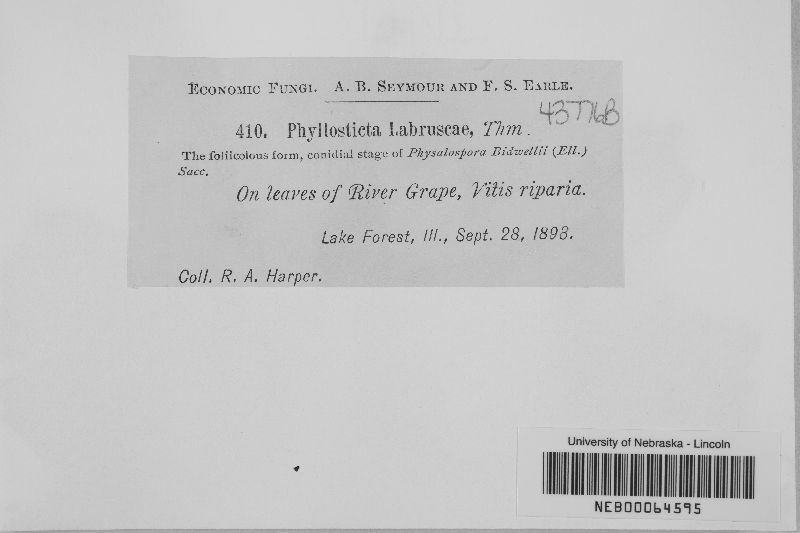 Economic Fungi. A. B. Seymour and F. S. Earle.
43776B
410. Phyllosticta Labruscae, Thm.
The foliicolous form, conidial stage of Physalospora Bidwellii (Ell.)
Sacc.
On leaves of River Grape, Vitis riparia.
Lake Forest, Ill., Sept. 28, 1893.
Coll. R. A. Harper.
University of Nebraska - Lincoln
NEB00064595